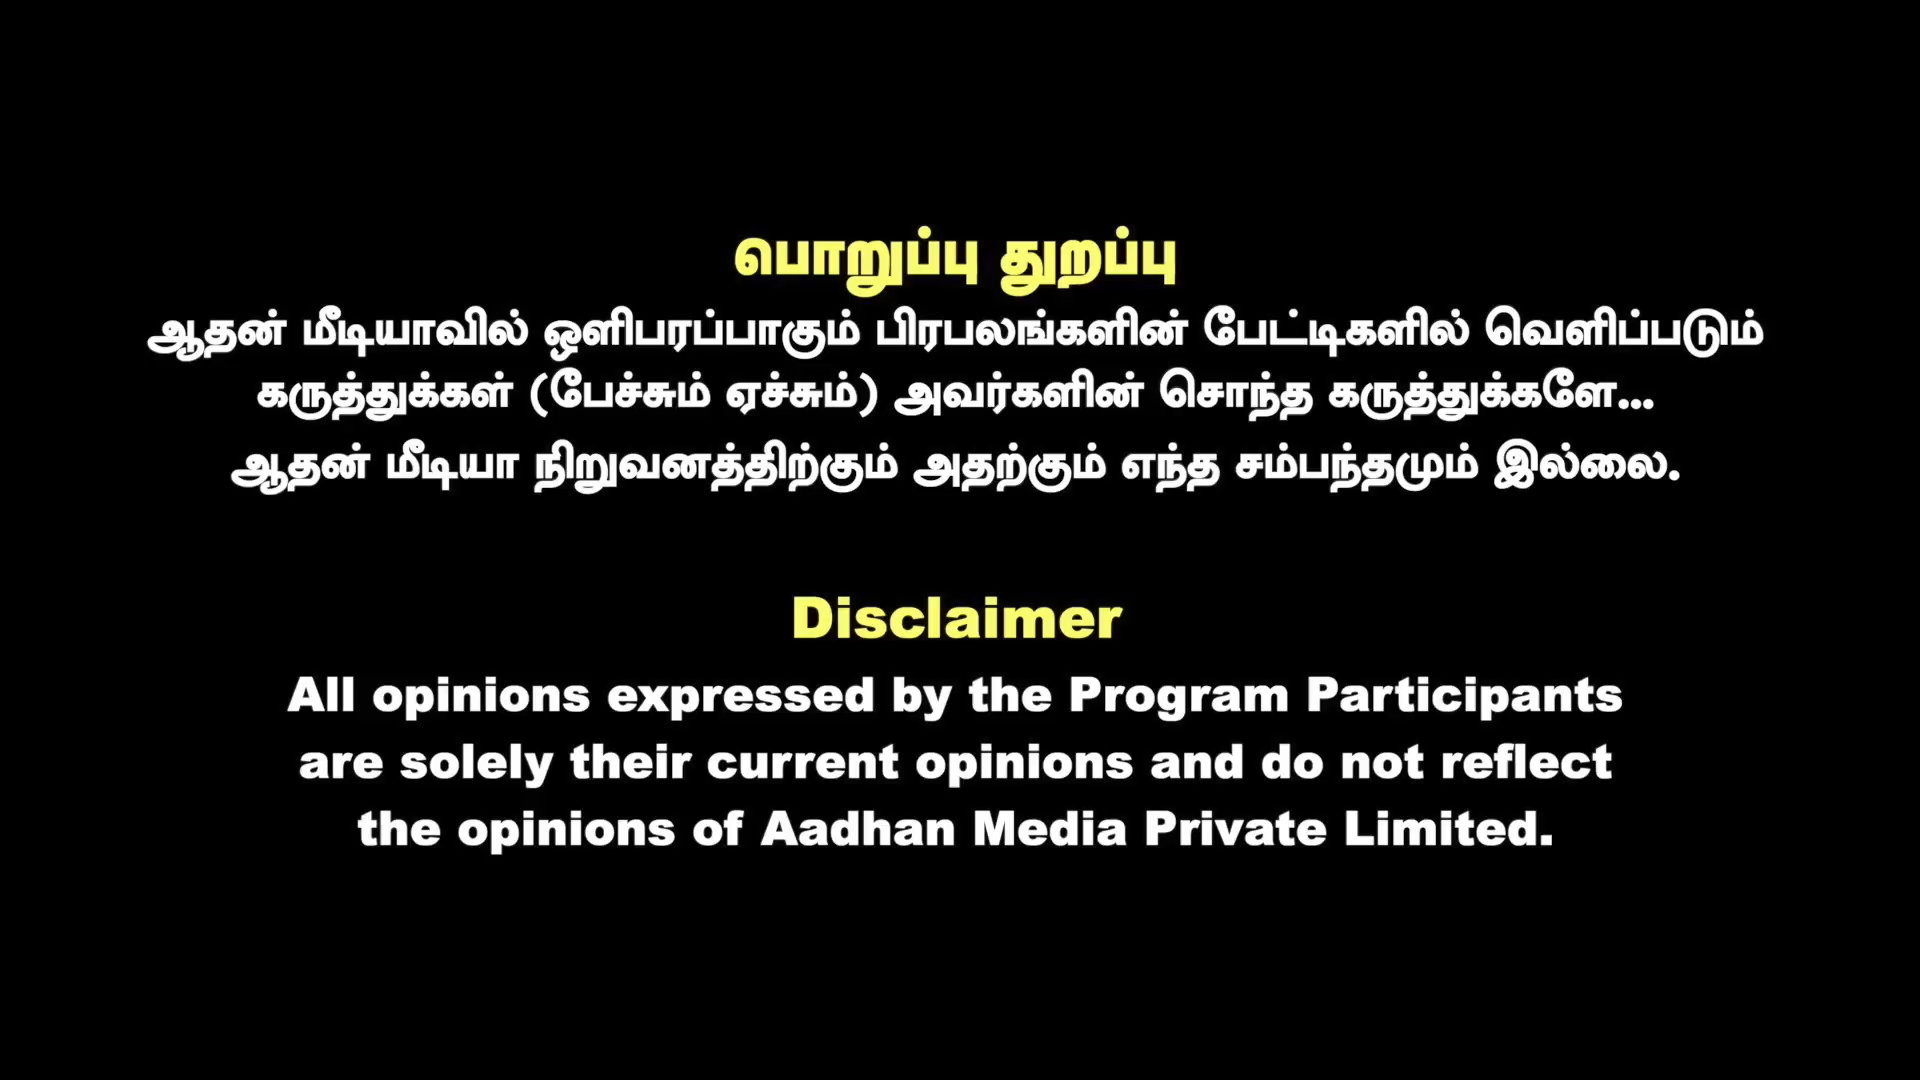 பொறுப்பு துறப்பு
ஆதன் மீடியாவில் ஒளிபரப்பாகும் பிரபலங்களின் பேட்டிகளில் வெளிப்படும்
கருத்துக்கள் (பேச்சும் ஏச்சும்) அவர்களின் சொந்த கருத்துக்களே...
ஆதன் மீடியா நிறுவனத்திற்கும் அதற்கும் எந்த சம்பந்தமும் இல்லை.
Disclaimer
All opinions expressed by the Program Participants
are solely their current opinions and do not reflect
the opinions of Aadhan Media Private Limited.